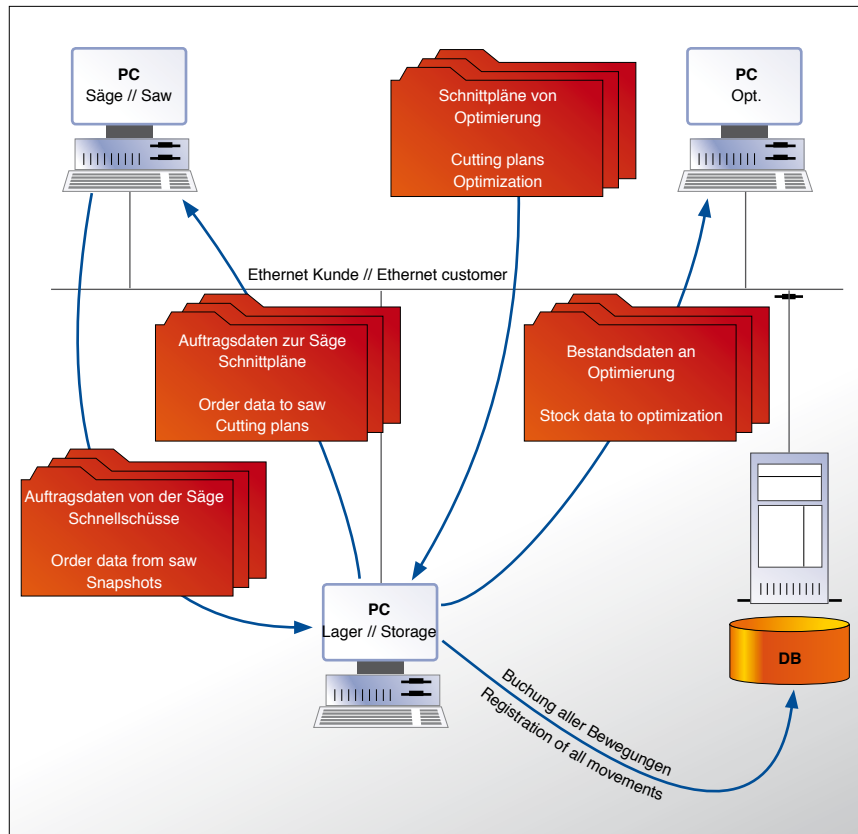 PC
Säge // Saw
Schnittpläne von
Optimierung
Cutting plans
Optimization
PC
Opt.
Ethernet Kunde // Ethernet customer
Auftragsdaten zur Säge
Schnittpläne
Order data to saw
Cutting plans
Bestandsdaten an
Optimierung
Stock data to optimization
Auftragsdaten von der Säge
Schnellschüsse
Order data from saw
Snapshots
PC
Lager // Storage
DB
Buchung aller Bewegungen
Registration of all movements